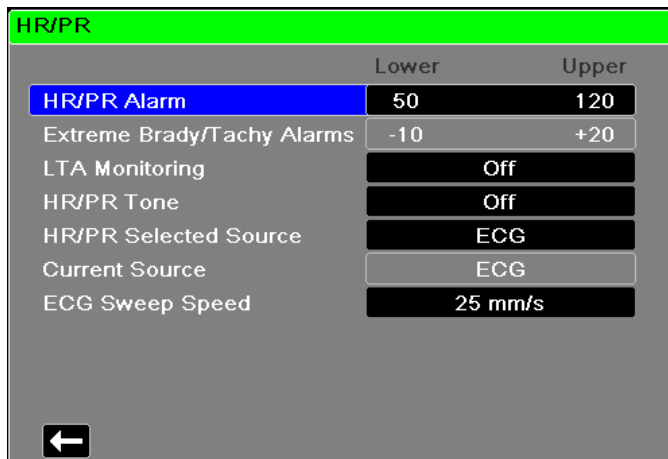 HR/PR
Lower Upper
HR/PR Alarm 50 120
Extreme Brady/Tachy Alarms -10 +20
LTA Monitoring Off
HR/PR Tone Off
HR/PR Selected Source ECG
Current Source ECG
ECG Sweep Speed 25 mm/s